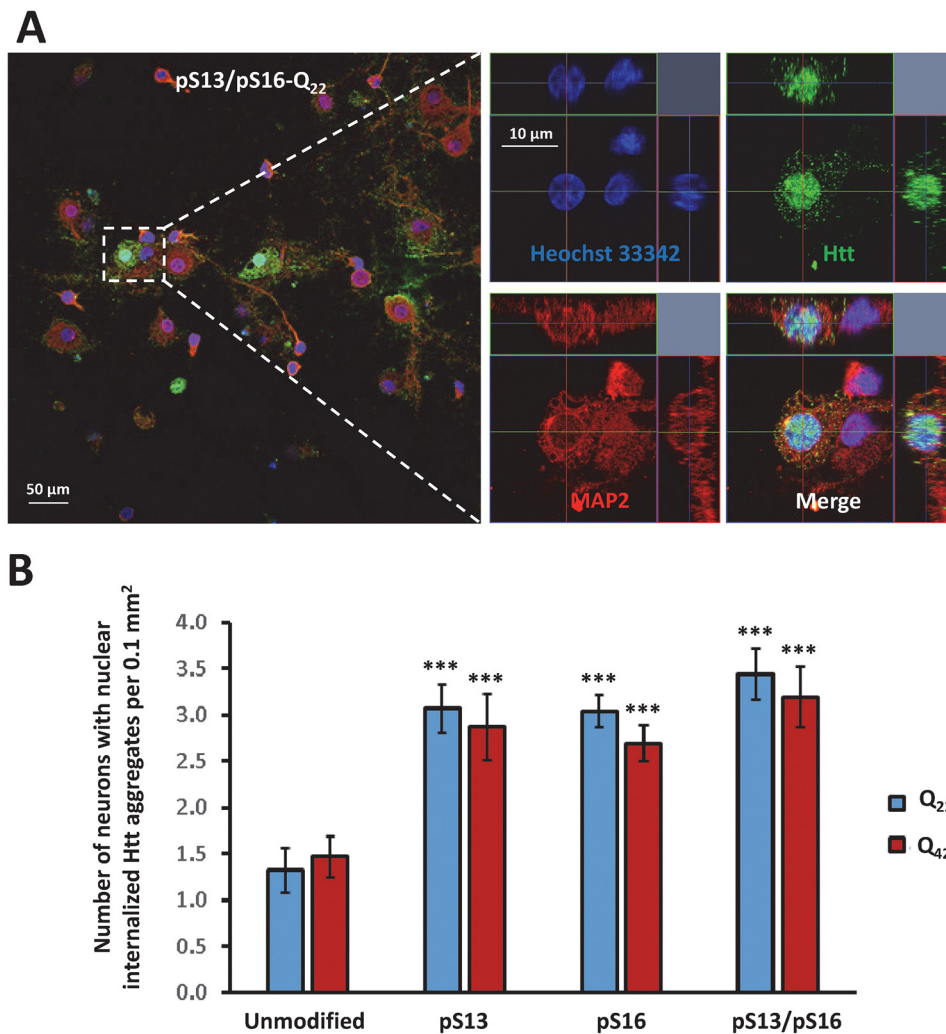 A
pS13/pS16-Q22
50 µm
10 µm
Heochst 33342
Htt
MAP2
Merge
B
Number of neurons with nuclear
internalized Htt aggregates per 0.1 mm2
4.0
3.5
3.0
2.5
2.0
1.5
1.0
0.5
0.0
*** *** *** *** *** ***
Unmodified pS13 pS16 pS13/pS16
Q42